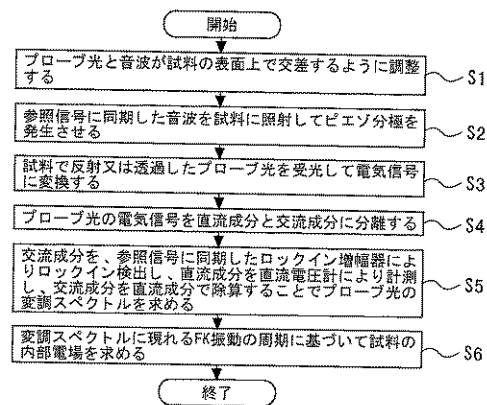 開始
プローブ光と音波が試料の表面上で交差するように調整
する
S1
参照信号に同期した音波を試料に照射してピエゾ分極を
発生させる
S2
試料で反射又は透過したプローブ光を受光して電気信号
に変換する
S3
プローブ光の電気信号を直流成分と交流成分に分離する
S4
交流成分を、参照信号に同期したロックイン増幅器によ
りロックイン検出し、直流成分を直流電圧計により計測
し、交流成分を直流成分で除算することでプローブ光の
変調スペクトルを求める
S5
変調スペクトルに現れるFK振動の周期に基づいて試料の
内部電場を求める
S6
終了